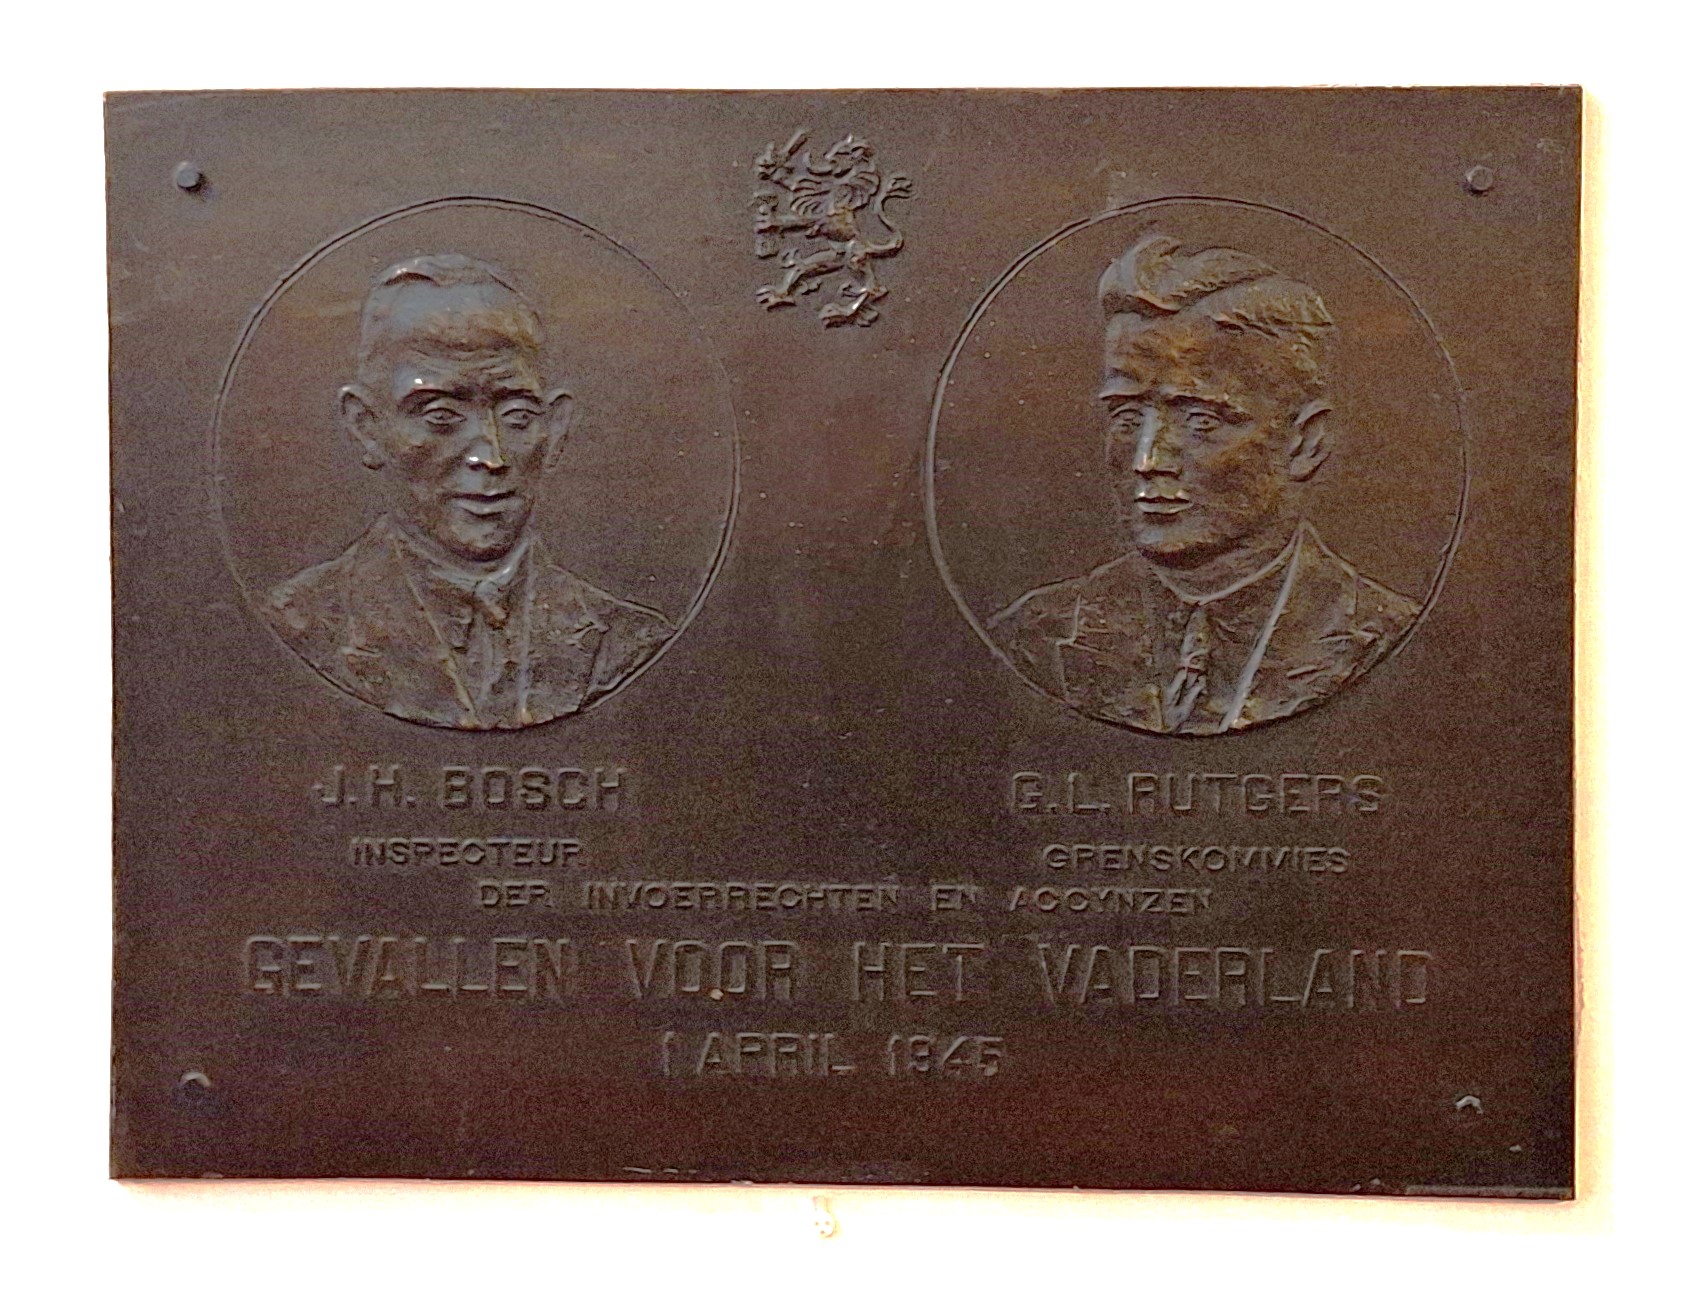 J.H. BOSCH
G.L. RUTGERS
INSPECTEUR
GRENSKOMMIES
DER INVOERRECHTEN EN ACCYNZEN
GEVALLEN VOOR HET VADERLAND
1 APRIL 1945